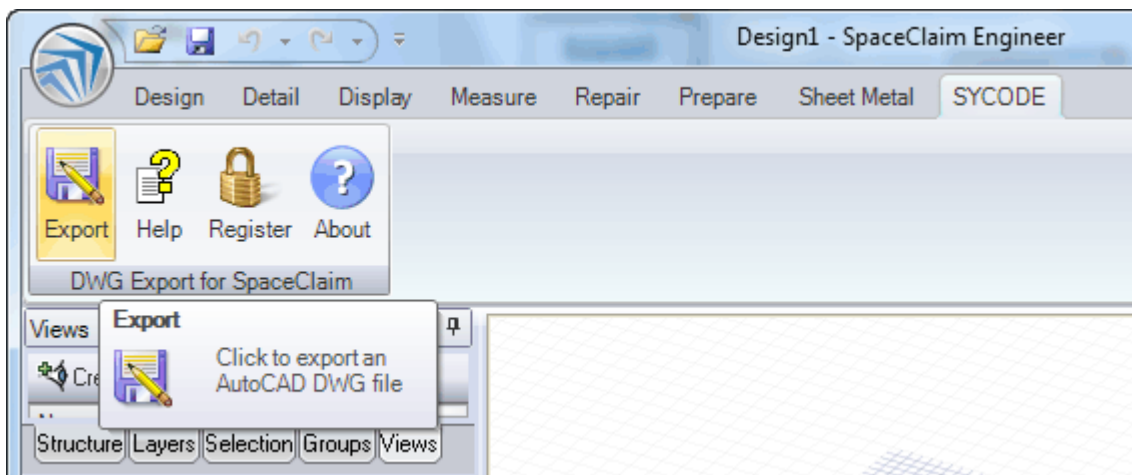 Design1 - SpaceClaim Engineer
Design Detail Display Measure Repair Prepare Sheet Metal SYCODE
Export Help Register About
DWG Export for SpaceClaim
Views
Export
Click to export an
AutoCAD DWG file
Structure Layers Selection Groups Views